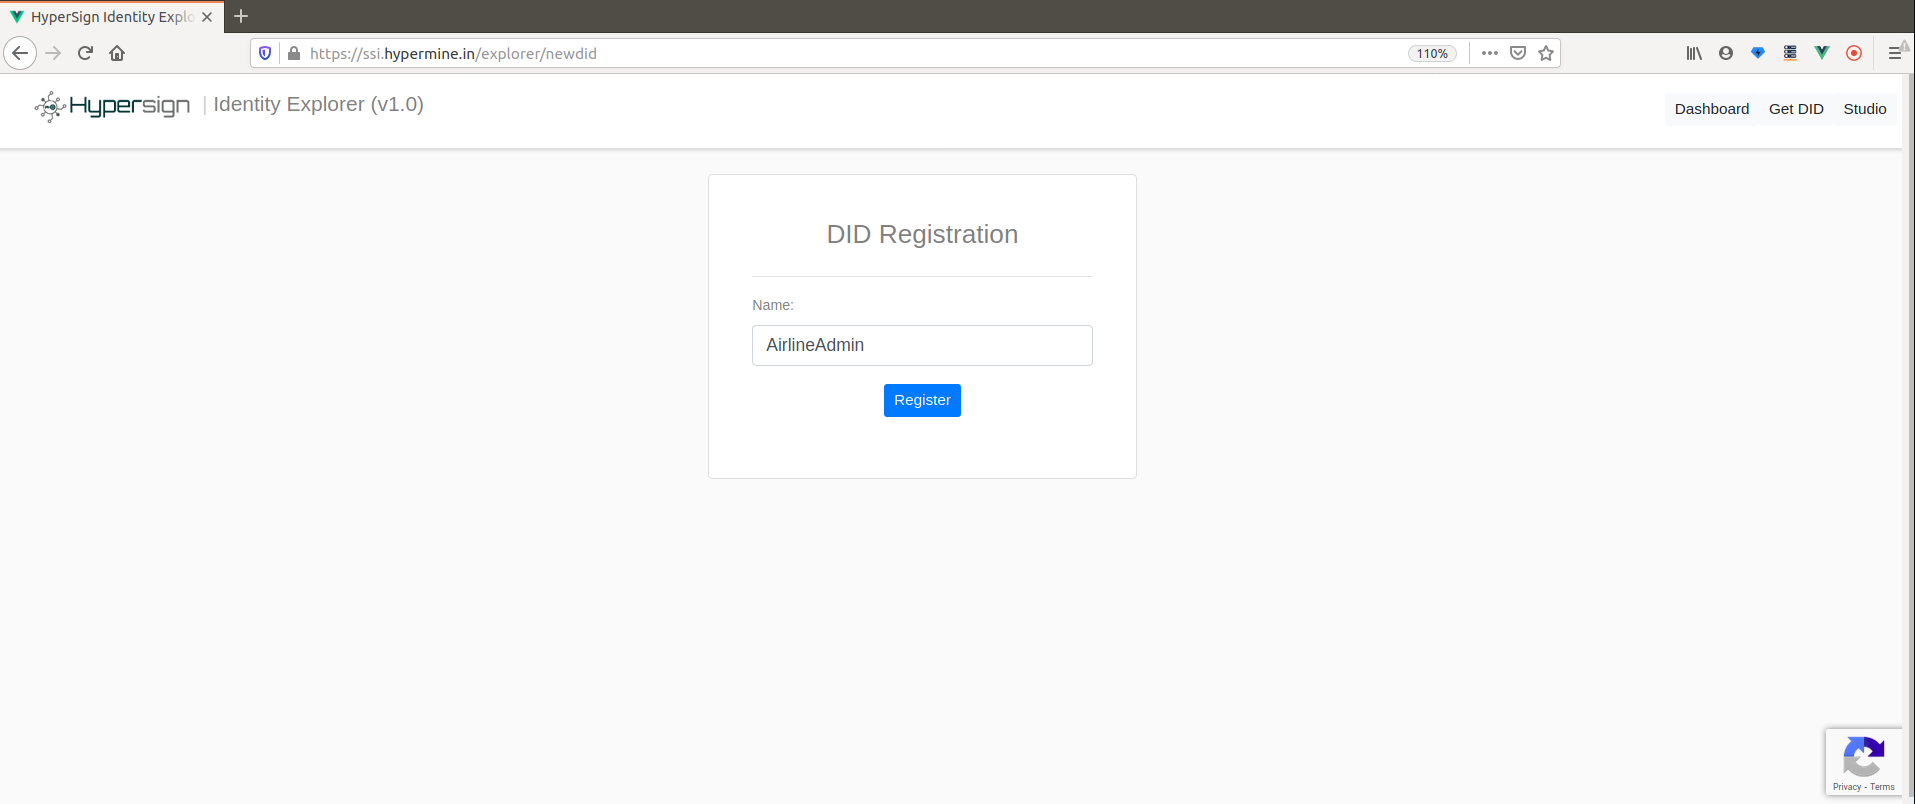 HyperSign Identity Explo
https://ssi.hypermine.in/explorer/newdid
110%
Hypersign | Identity Explorer (v1.0)
Dashboard Get DID Studio
DID Registration
Name:
AirlineAdmin
Register
Privacy - Terms